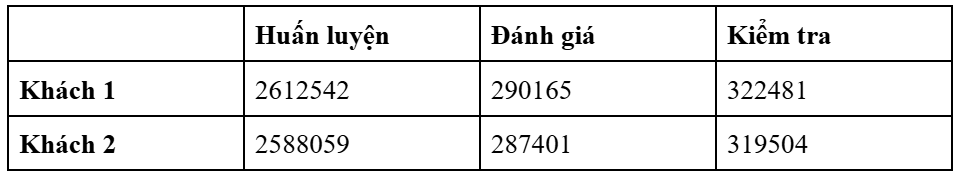 Huấn luyện Đánh giá Kiểm tra
Khách 1 2612542 290165 322481
Khách 2 2588059 287401 319504